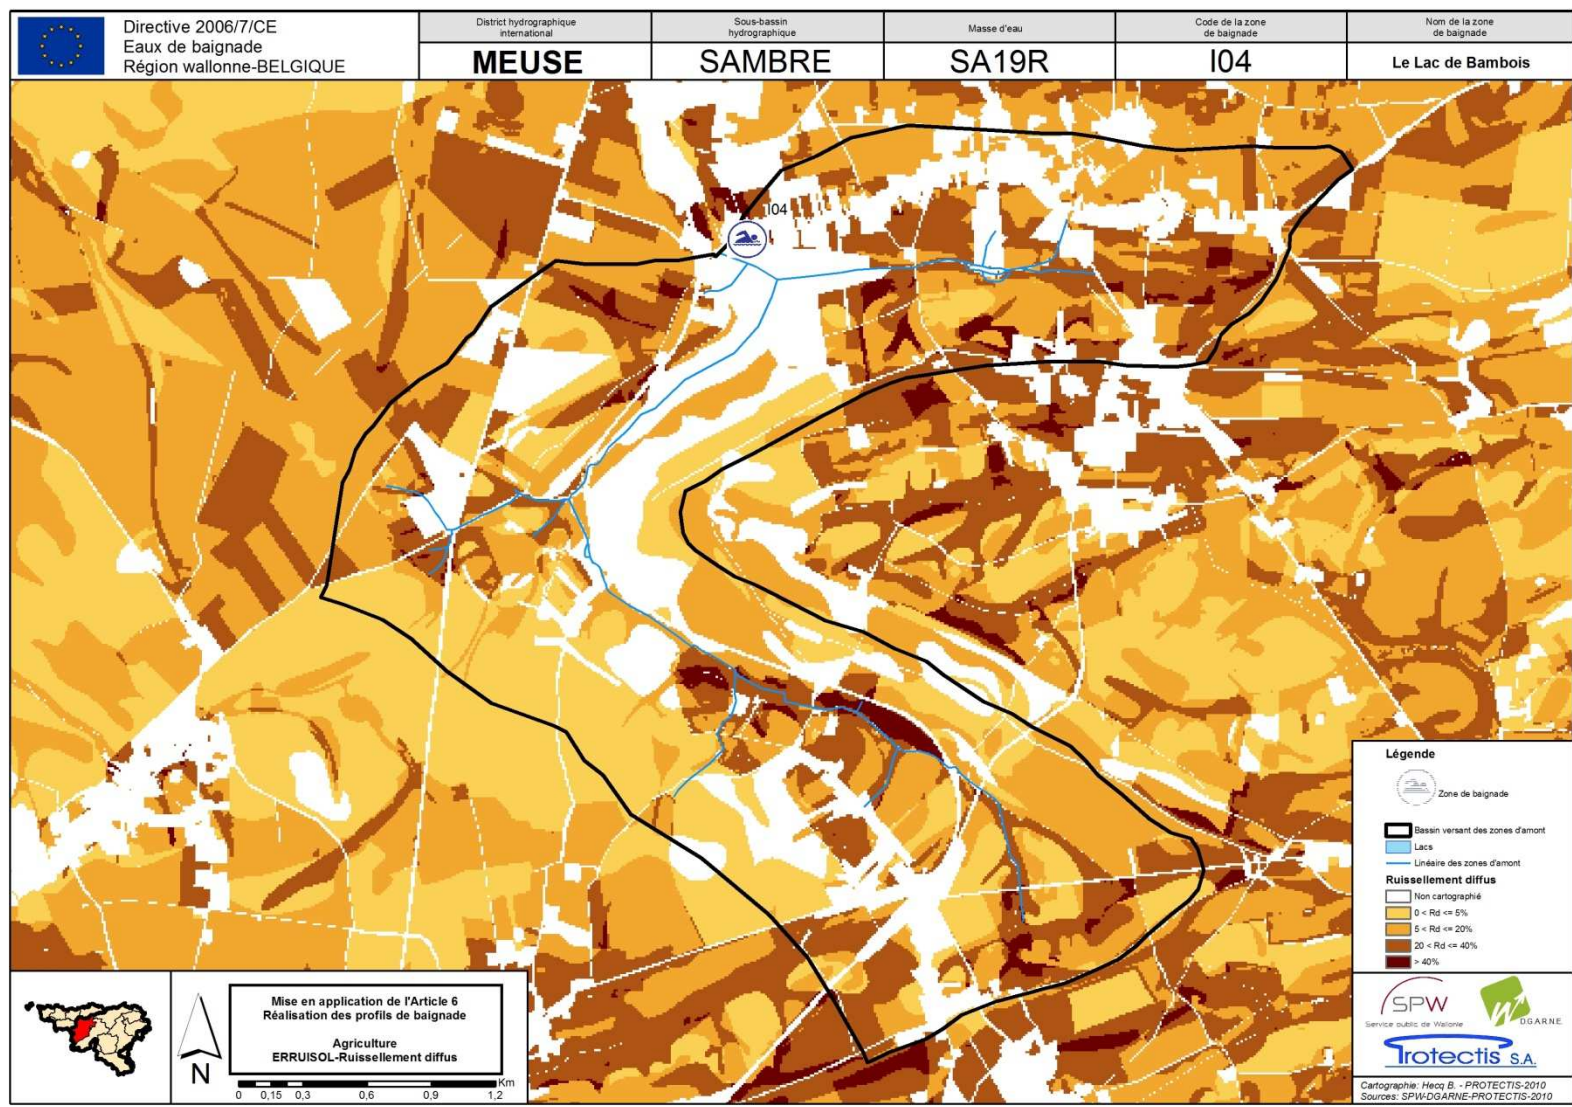 Directive 2006/7/CE
Eaux de baignade
Région wallonne-BELGIQUE
District hydrographique
international
MEUSE
Sous-bassin
hydrographique
SAMBRE
Masse d'eau
SA19R
Code de la zone
de baignade
I04
Nom de la zone
de baignade
Le Lac de Bambois
I04
Légende
Zone de baignade
Bassin versant des zones d'amont
Lacs
Linéaire des zones d'amont
Ruissellement diffus
Non cartographié
0 < Rd <= 5%
5 < Rd <= 20%
20 < Rd <= 40%
> 40%
SPW
Service public de Wallonie
DGARNE
Protectis S.A.
Cartographie: Hecq B. - PROTECTIS-2010
Sources: SPW-DGARNE-PROTECTIS-2010
N
Mise en application de l'Article 6
Réalisation des profils de baignade
Agriculture
ERRUISOL-Ruissellement diffus
Km
0 0,15 0,3 0,6 0,9 1,2